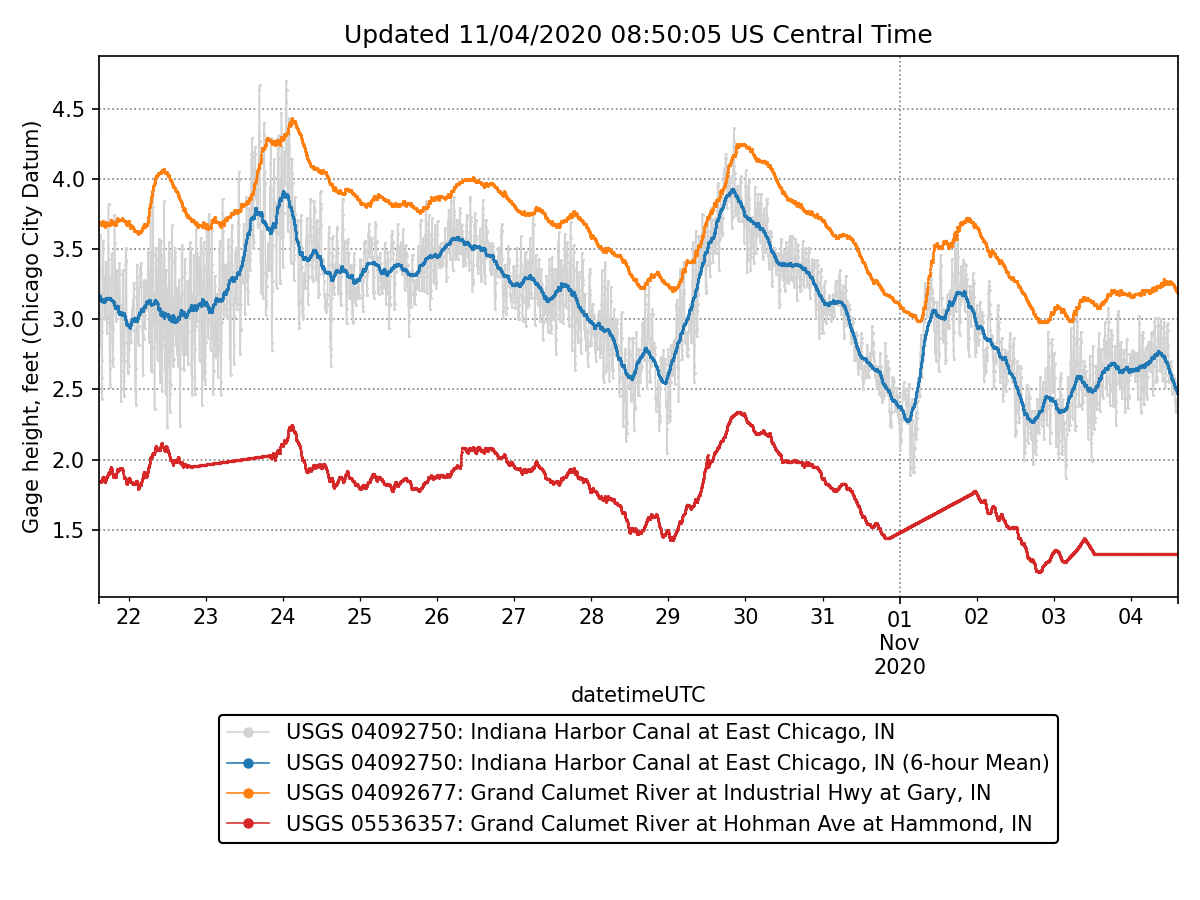 Updated 11/04/2020 08:50:05 US Central Time
Gage height, feet (Chicago City Datum)
4.5
4.0
3.5
3.0
2.5
2.0
1.5
22 23 24 25 26 27 28 29 30 31 01 02 03 04
Nov
2020
datetimeUTC
USGS 04092750: Indiana Harbor Canal at East Chicago, IN
USGS 04092750: Indiana Harbor Canal at East Chicago, IN (6-hour Mean)
USGS 04092677: Grand Calumet River at Industrial Hwy at Gary, IN
USGS 05536357: Grand Calumet River at Hohman Ave at Hammond, IN